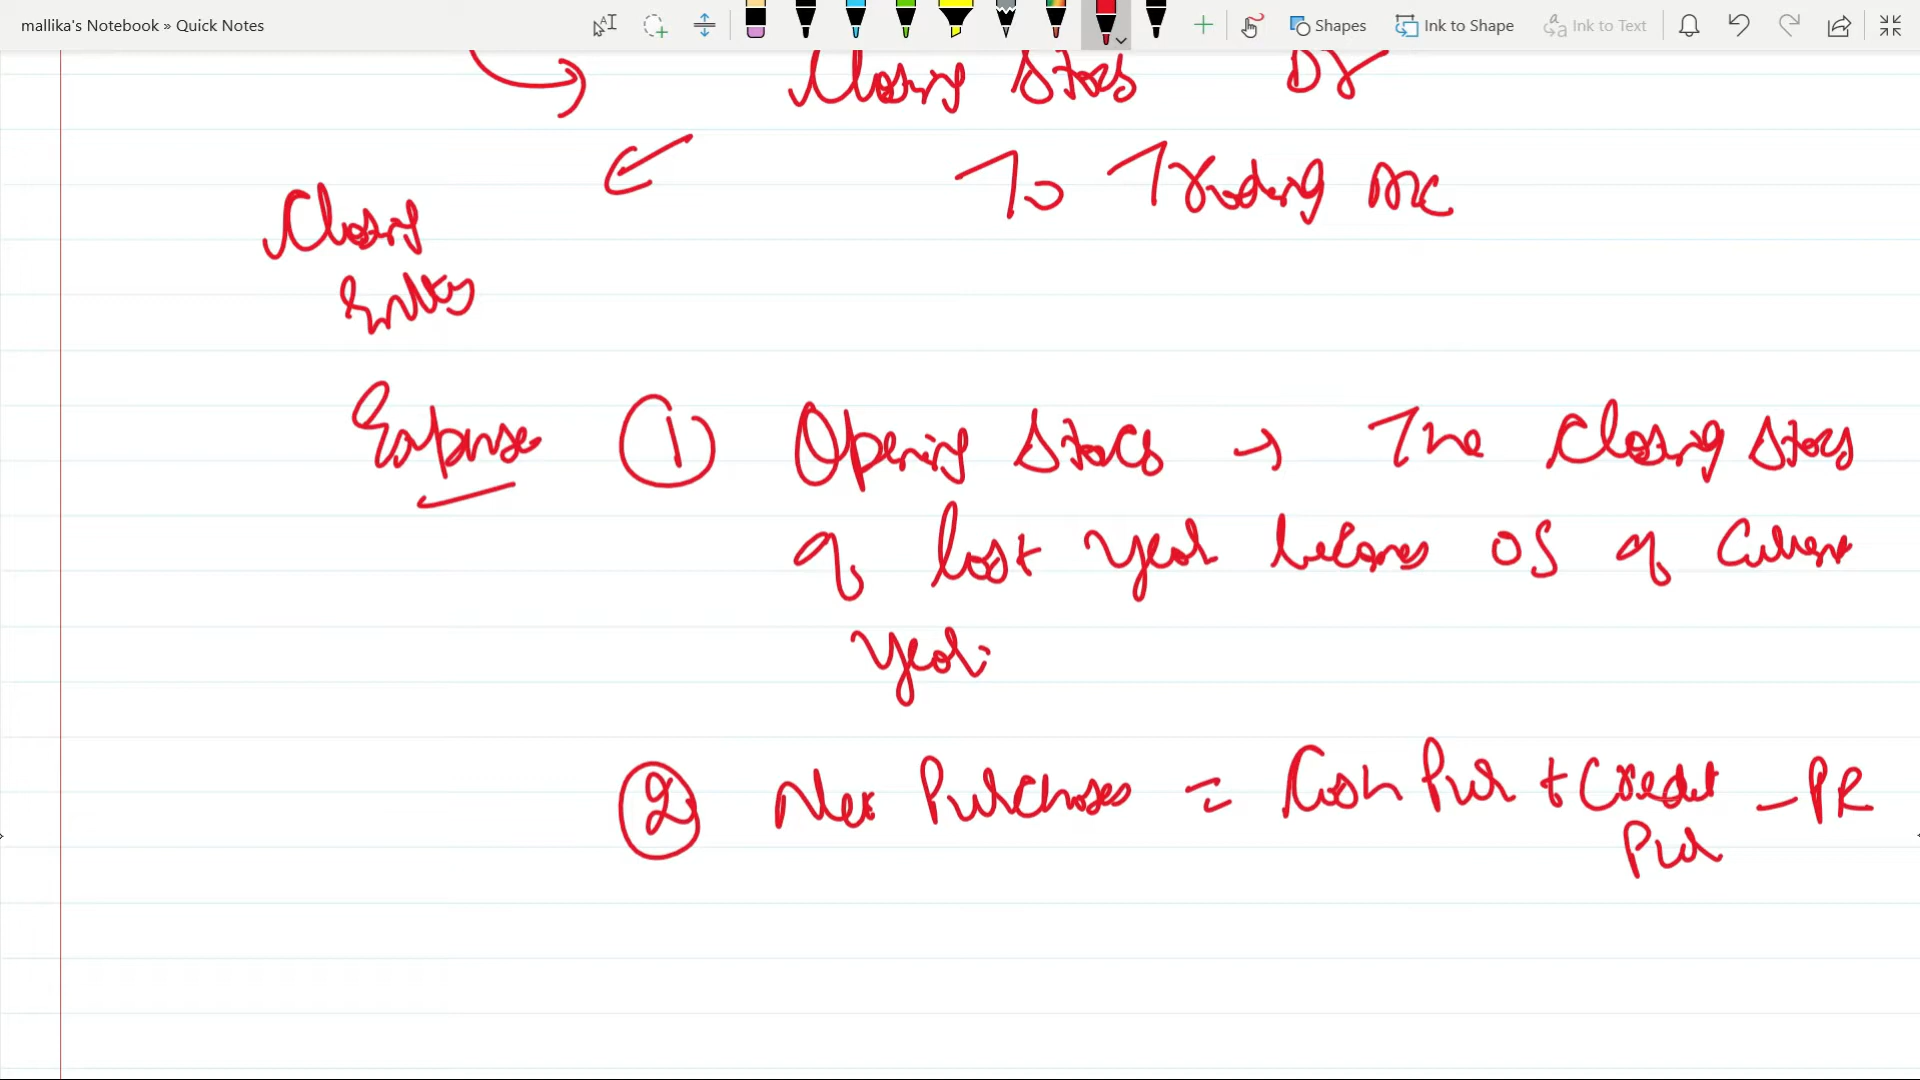 mallika's Notebook » Quick Notes
Shapes
Ink to Shape
Ink to Text
Closing Stock Dr
To Trading A/c
Closing
Entry
Expenses ① Opening Stock → The Closing Stock
of last year becomes OS of Current
year.
② Net Purchases = Cash Pur + Credit - PR
Pur